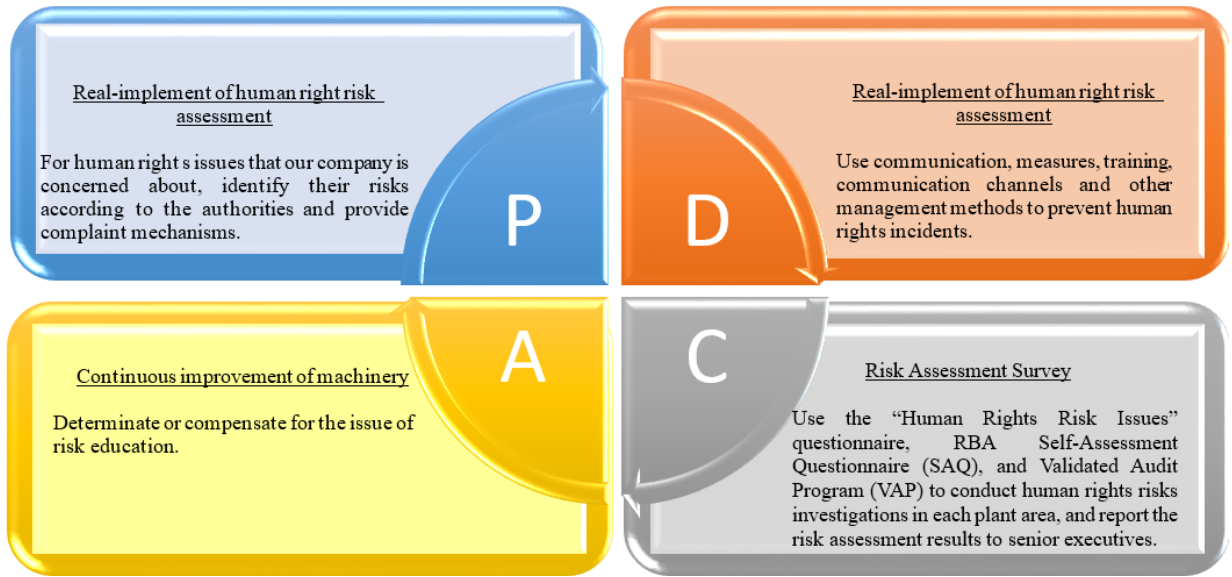 Real-implement of human right risk
assessment
For human right s issues that our company is
concerned about, identify their risks
according to the authorities and provide
complaint mechanisms.
P
D
Real-implement of human right risk
assessment
Use communication, measures, training,
communication channels and other
management methods to prevent human
rights incidents.
Continuous improvement of machinery
Determinate or compensate for the issue of
risk education.
A
C
Risk Assessment Survey
Use the “Human Rights Risk Issues”
questionnaire, RBA Self-Assessment
Questionnaire (SAQ), and Validated Audit
Program (VAP) to conduct human rights risks
investigations in each plant area, and report the
risk assessment results to senior executives.